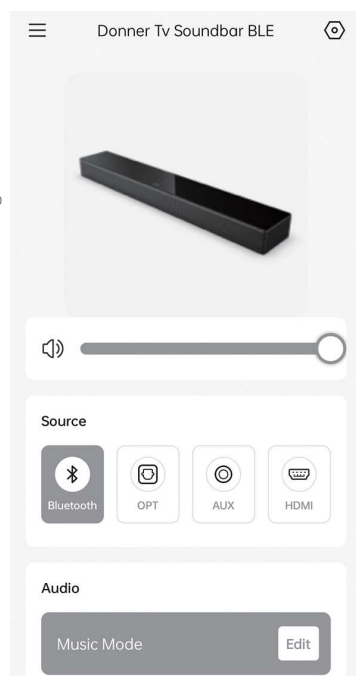 Donner Tv Soundbar BLE
Source
Bluetooth
OPT
AUX
HDMI
Audio
Music Mode
Edit